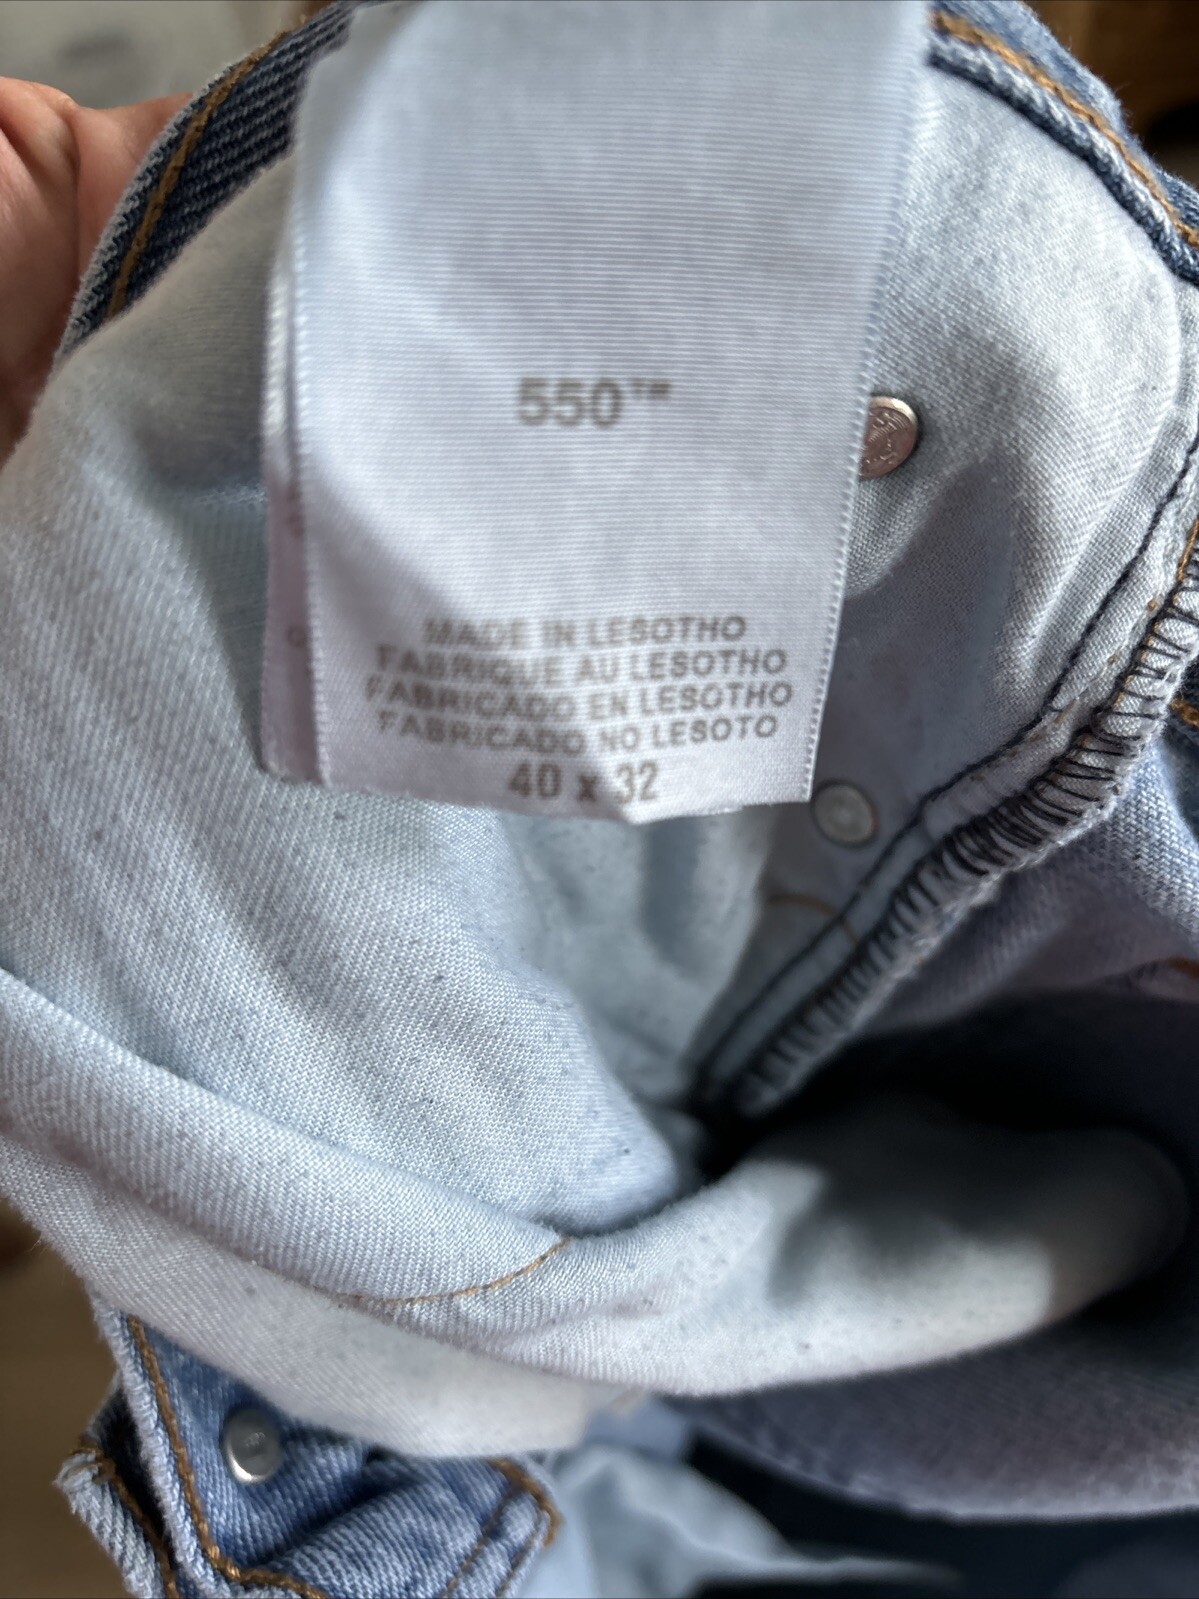 550™
MADE IN LESOTHO
FABRIQUE AU LESOTHO
FABRICADO EN LESOTHO
FABRICADO NO LESOTO
40 x 32